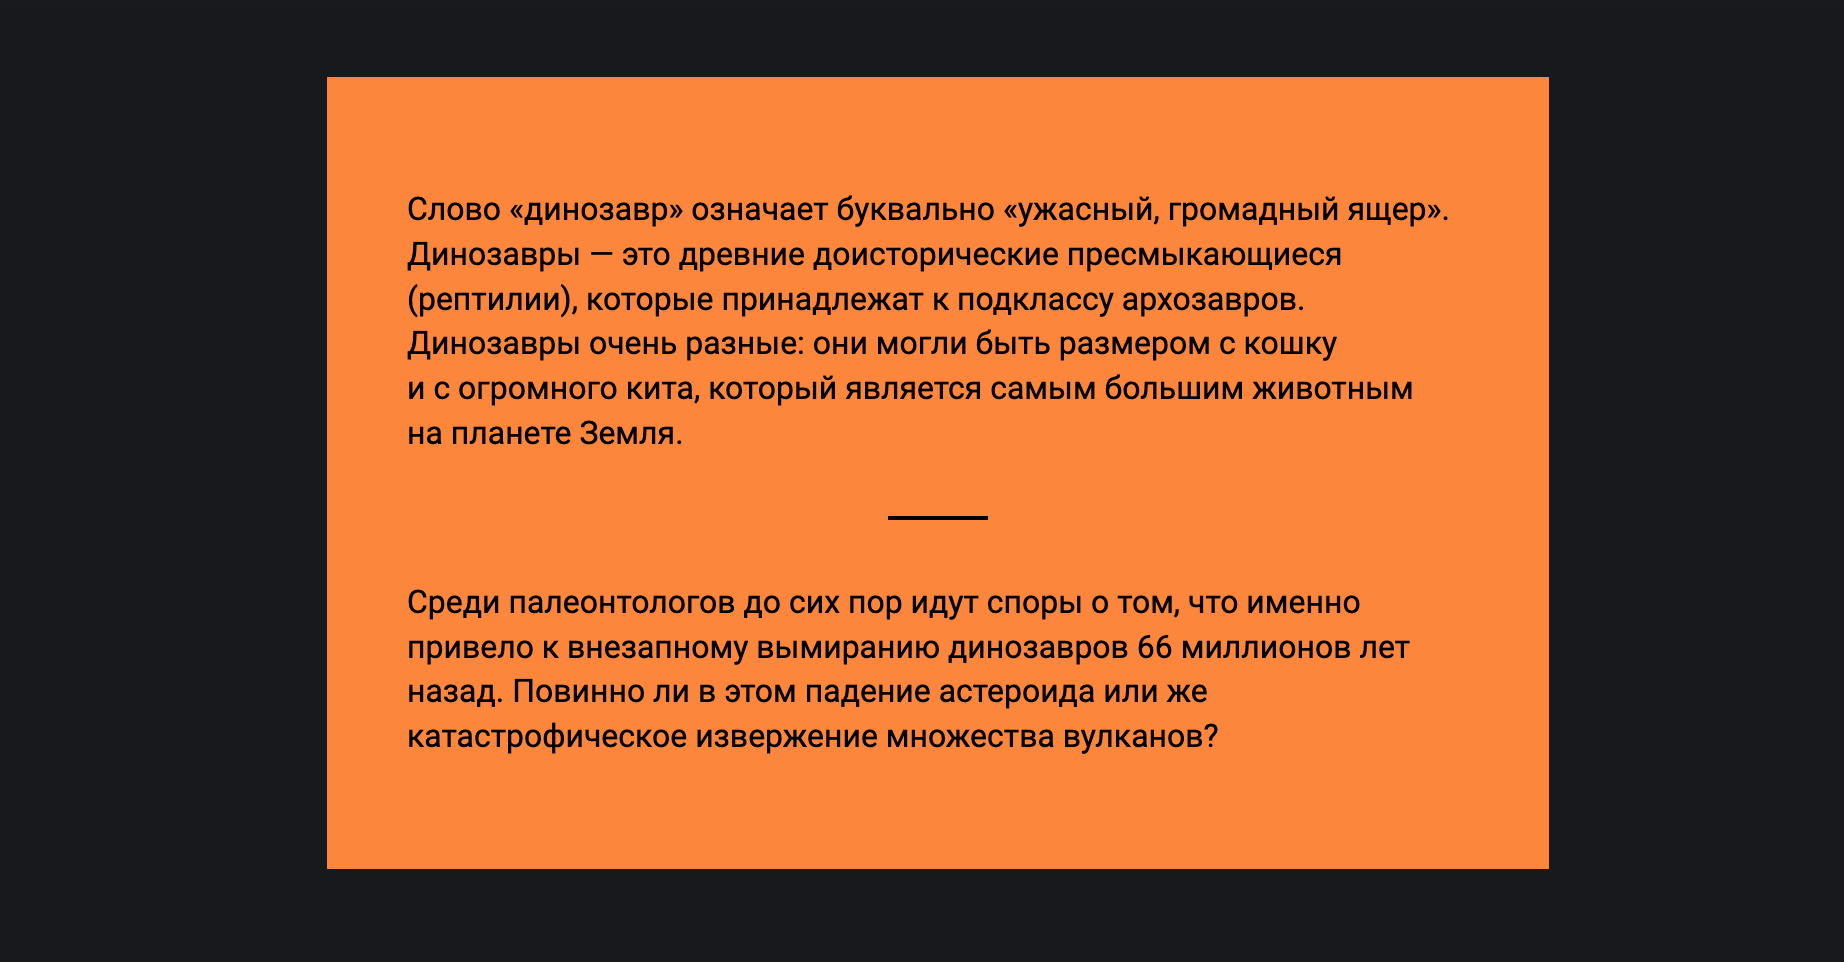 Слово «динозавр» означает буквально «ужасный, громадный ящер».
Динозавры — это древние доисторические пресмыкающиеся
(рептилии), которые принадлежат к подклассу архозавров.
Динозавры очень разные: они могли быть размером с кошку
и с огромного кита, который является самым большим животным
на планете Земля.
Среди палеонтологов до сих пор идут споры о том, что именно
привело к внезапному вымиранию динозавров 66 миллионов лет
назад. Повинно ли в этом падение астероида или же
катастрофическое извержение множества вулканов?